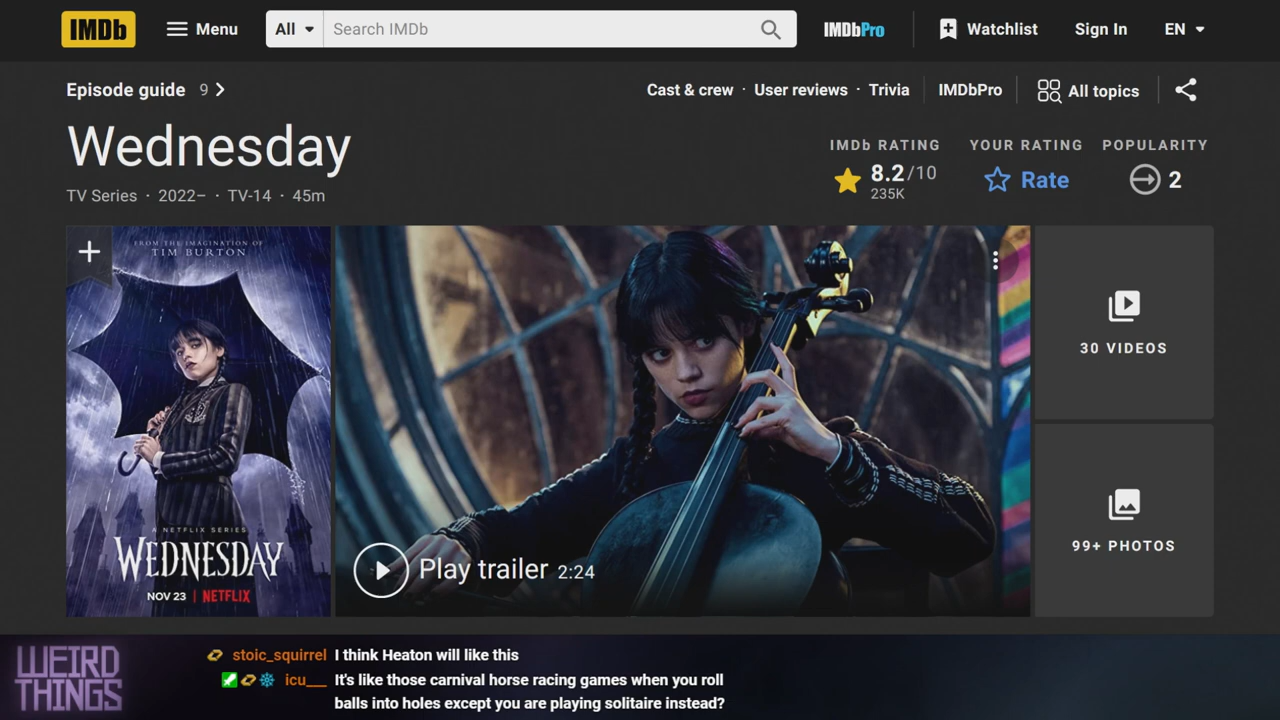 IMDb Menu All Search IMDb IMDbPro Watchlist Sign In EN
Episode guide 9 Cast & crew · User reviews · Trivia IMDbPro All topics
Wednesday
IMDb RATING YOUR RATING POPULARITY
8.2/10 Rate 2
235K
TV Series · 2022– · TV-14 · 45m
FROM THE IMAGINATION OF
TIM BURTON
30 VIDEOS
A NETFLIX SERIES
WEDNESDAY
NOV 23 | NETFLIX
Play trailer 2:24
99+ PHOTOS
WEIRD
THINGS
stoic_squirrel I think Heaton will like this
icu___ It's like those carnival horse racing games when you roll
balls into holes except you are playing solitaire instead?